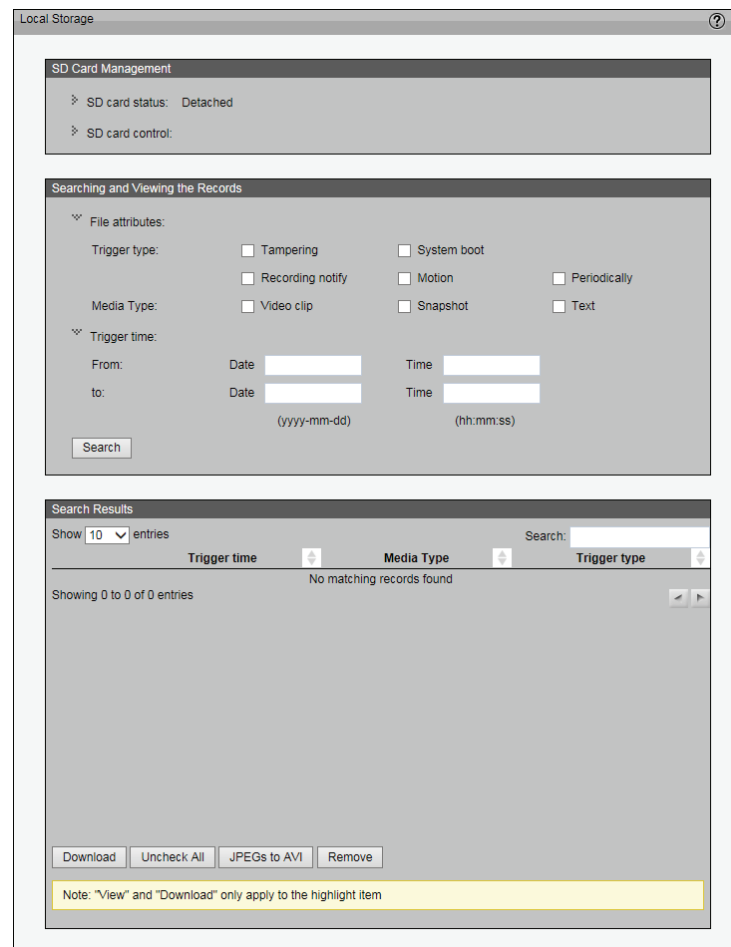 Local Storage ?
SD Card Management
SD card status: Detached
SD card control:
Searching and Viewing the Records
File attributes:
Trigger type: Tampering System boot
Recording notify Motion Periodically
Media Type: Video clip Snapshot Text
Trigger time:
From: Date Time
to: Date Time
(yyyy-mm-dd) (hh:mm:ss)
Search
Search Results
Show 10 entries Search:
Trigger time Media Type Trigger type
No matching records found
Showing 0 to 0 of 0 entries
Download Uncheck All JPEGs to AVI Remove
Note: "View" and "Download" only apply to the highlight item